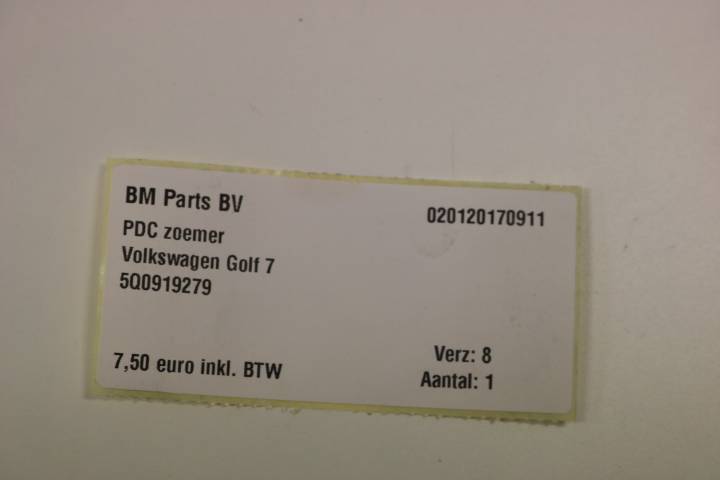 BM Parts BV
020120170911
PDC zoemer
Volkswagen Golf 7
5Q0919279
7,50 euro inkl. BTW
Verz: 8
Aantal: 1